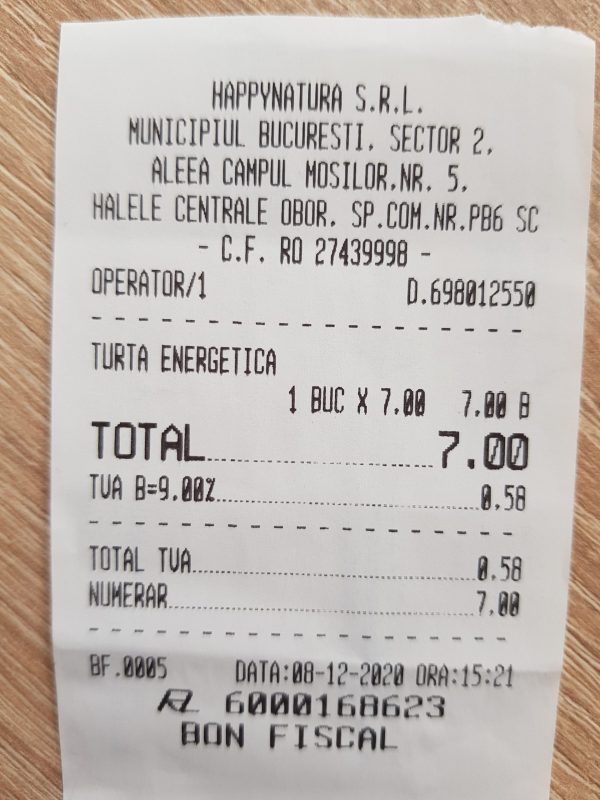 HAPPYNATURA S.R.L.
MUNICIPIUL BUCURESTI, SECTOR 2,
ALEEA CAMPUL MOSILOR,NR. 5,
HALELE CENTRALE OBOR, SP.COM.NR.PB6 SC
- C.F. RO 27439998 -
OPERATOR/1 D.698012550
TURTA ENERGETICA
1 BUC X 7.00 7.00 B
TOTAL 7.00
TVA B=9.00% 0.58
TOTAL TVA 0.58
NUMERAR 7.00
BF.0005 DATA:08-12-2020 ORA:15:21
6000168623
BON FISCAL